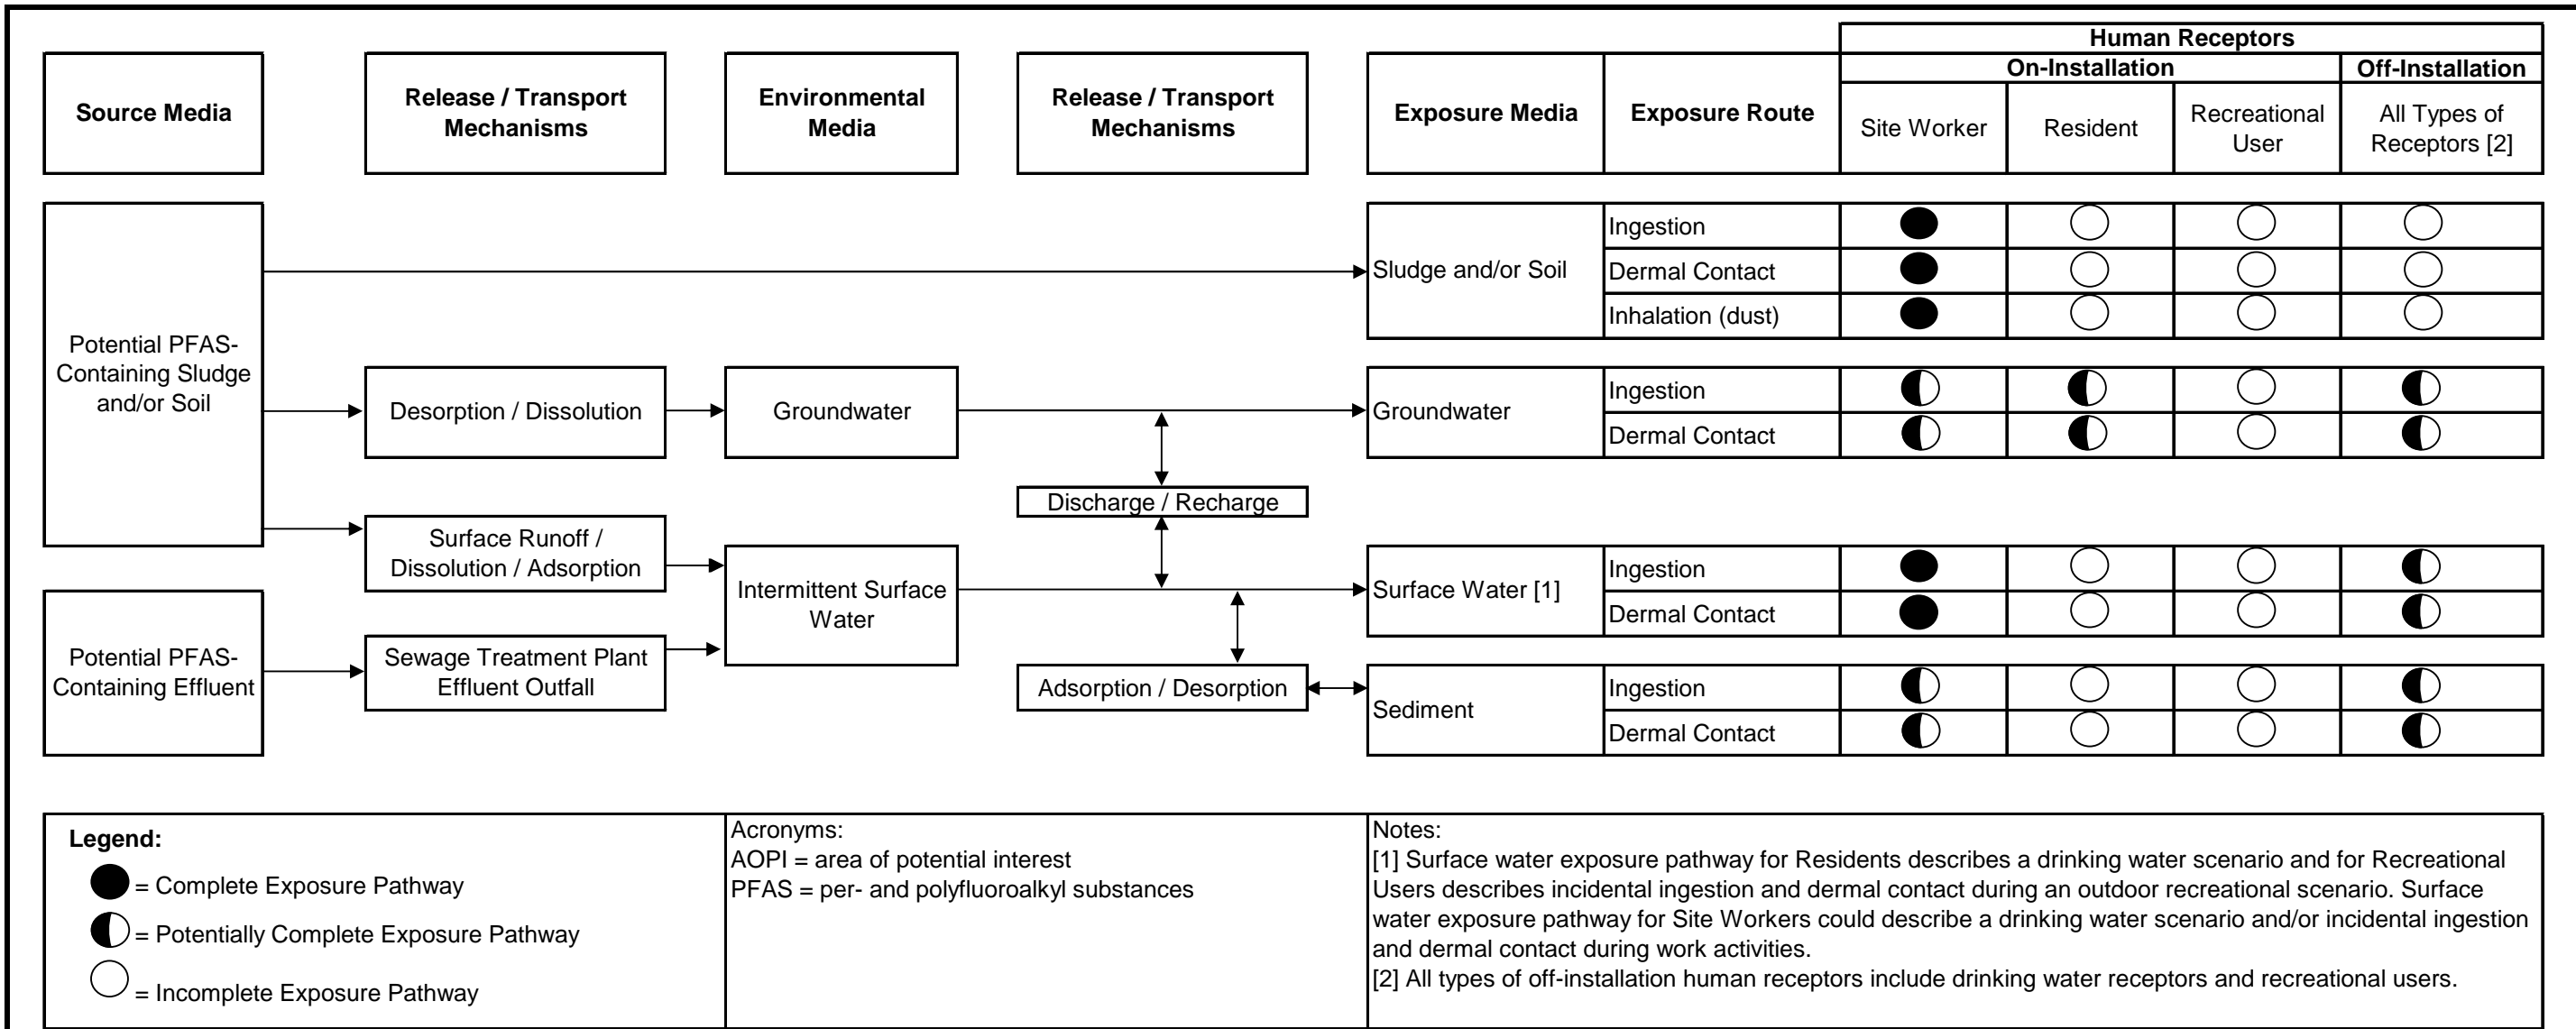 Human Receptors
On-Installation
Off-Installation
Source Media
Release / Transport
Mechanisms
Environmental
Media
Release / Transport
Mechanisms
Exposure Media
Exposure Route
Site Worker
Resident
Recreational
User
All Types of
Receptors [2]
Potential PFAS-
Containing Sludge
and/or Soil
Sludge and/or Soil
Ingestion
Dermal Contact
Inhalation (dust)
Desorption / Dissolution
Groundwater
Groundwater
Ingestion
Dermal Contact
Discharge / Recharge
Surface Runoff /
Dissolution / Adsorption
Intermittent Surface
Water
Surface Water [1]
Ingestion
Dermal Contact
Potential PFAS-
Containing Effluent
Sewage Treatment Plant
Effluent Outfall
Adsorption / Desorption
Sediment
Ingestion
Dermal Contact
Legend:
= Complete Exposure Pathway
= Potentially Complete Exposure Pathway
= Incomplete Exposure Pathway
Acronyms:
AOPI = area of potential interest
PFAS = per- and polyfluoroalkyl substances
Notes:
[1] Surface water exposure pathway for Residents describes a drinking water scenario and for Recreational
Users describes incidental ingestion and dermal contact during an outdoor recreational scenario. Surface
water exposure pathway for Site Workers could describe a drinking water scenario and/or incidental ingestion
and dermal contact during work activities.
[2] All types of off-installation human receptors include drinking water receptors and recreational users.